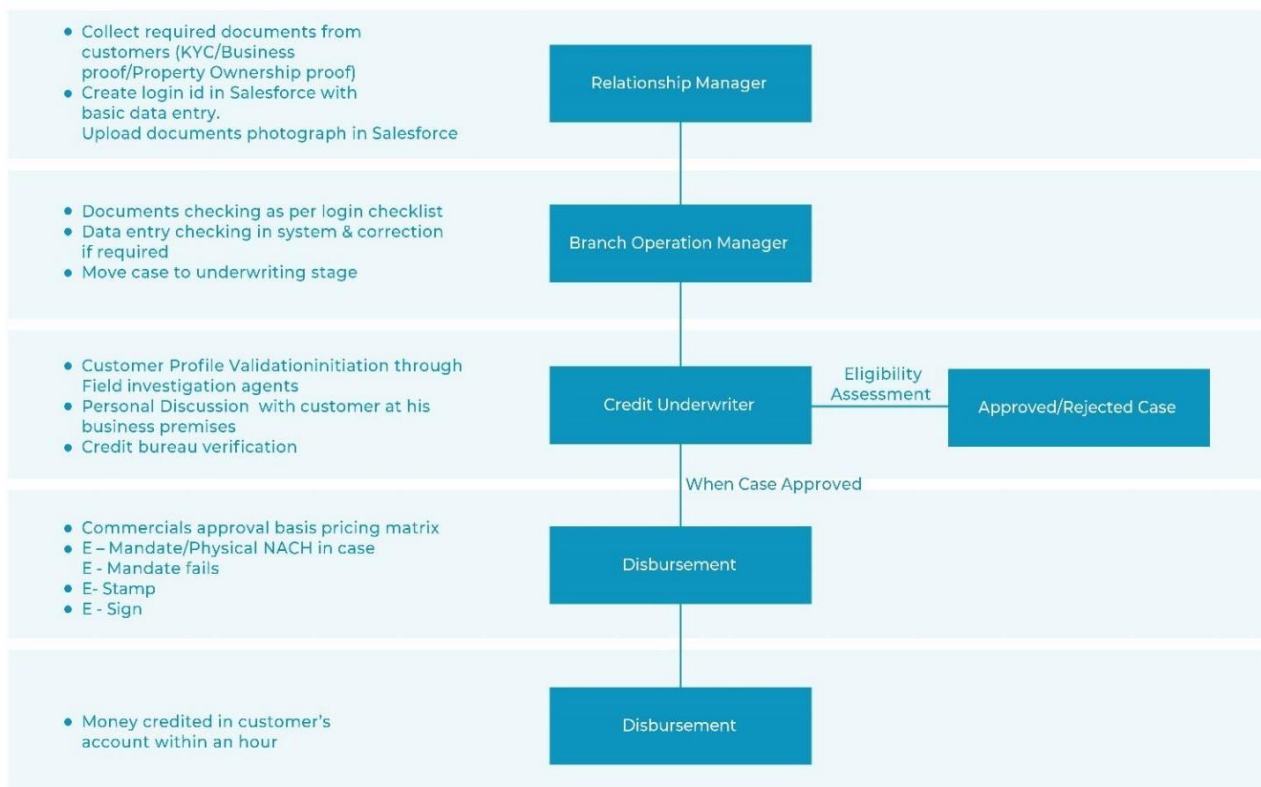 Collect required documents from
customers (KYC/Business
proof/Property Ownership proof)
Create login id in Salesforce with
basic data entry.
Upload documents photograph in Salesforce
Relationship Manager
Documents checking as per login checklist
Data entry checking in system & correction
if required
Move case to underwriting stage
Branch Operation Manager
Customer Profile Validationinitiation through
Field investigation agents
Personal Discussion with customer at his
business premises
Credit bureau verification
Credit Underwriter
Eligibility
Assessment
Approved/Rejected Case
When Case Approved
Commercials approval basis pricing matrix
E – Mandate/Physical NACH in case
E - Mandate fails
E- Stamp
E - Sign
Disbursement
Money credited in customer's
account within an hour
Disbursement